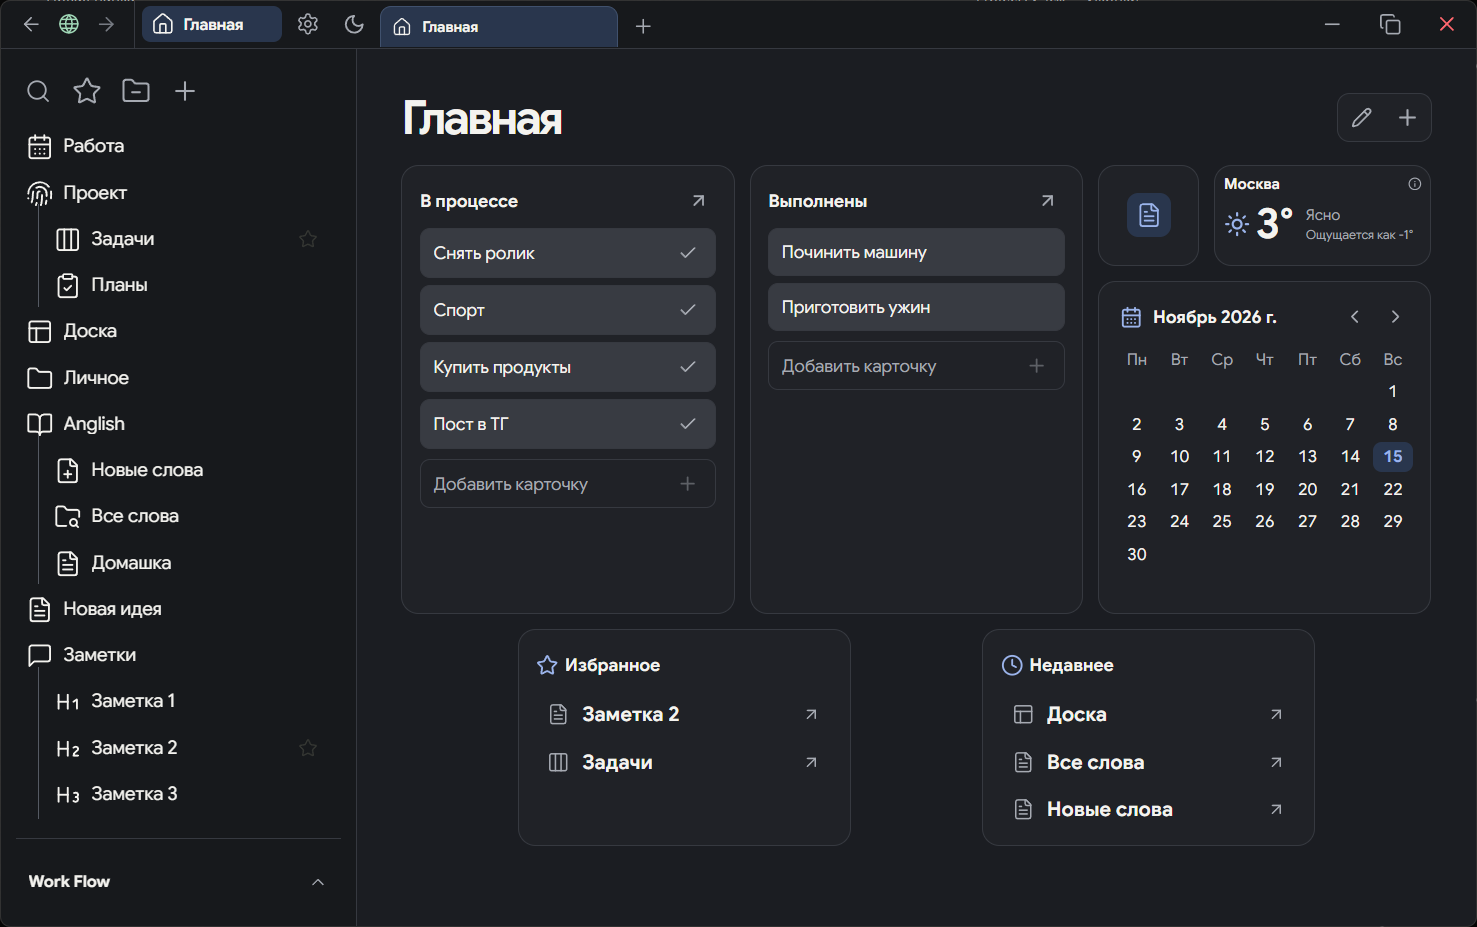 Главная
Главная
Работа
Проект
Задачи
Планы
Доска
Личное
Anglish
Новые слова
Все слова
Домашка
Новая идея
Заметки
H1 Заметка 1
H2 Заметка 2
H3 Заметка 3
Work Flow
Главная
В процессе
Снять ролик
Спорт
Купить продукты
Пост в ТГ
Добавить карточку
Выполнены
Починить машину
Приготовить ужин
Добавить карточку
Москва
3° Ясно
Ощущается как -1°
Ноябрь 2026 г.
Пн Вт Ср Чт Пт Сб Вс
1
2 3 4 5 6 7 8
9 10 11 12 13 14 15
16 17 18 19 20 21 22
23 24 25 26 27 28 29
30
Избранное
Заметка 2
Задачи
Недавнее
Доска
Все слова
Новые слова